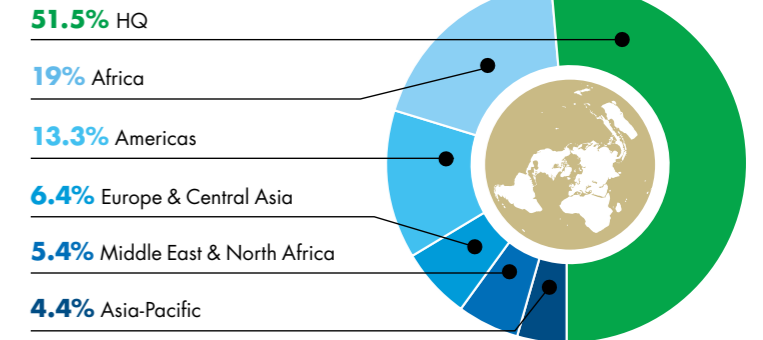 51.5% HQ
19% Africa
13.3% Americas
6.4% Europe & Central Asia
5.4% Middle East & North Africa
4.4% Asia-Pacific